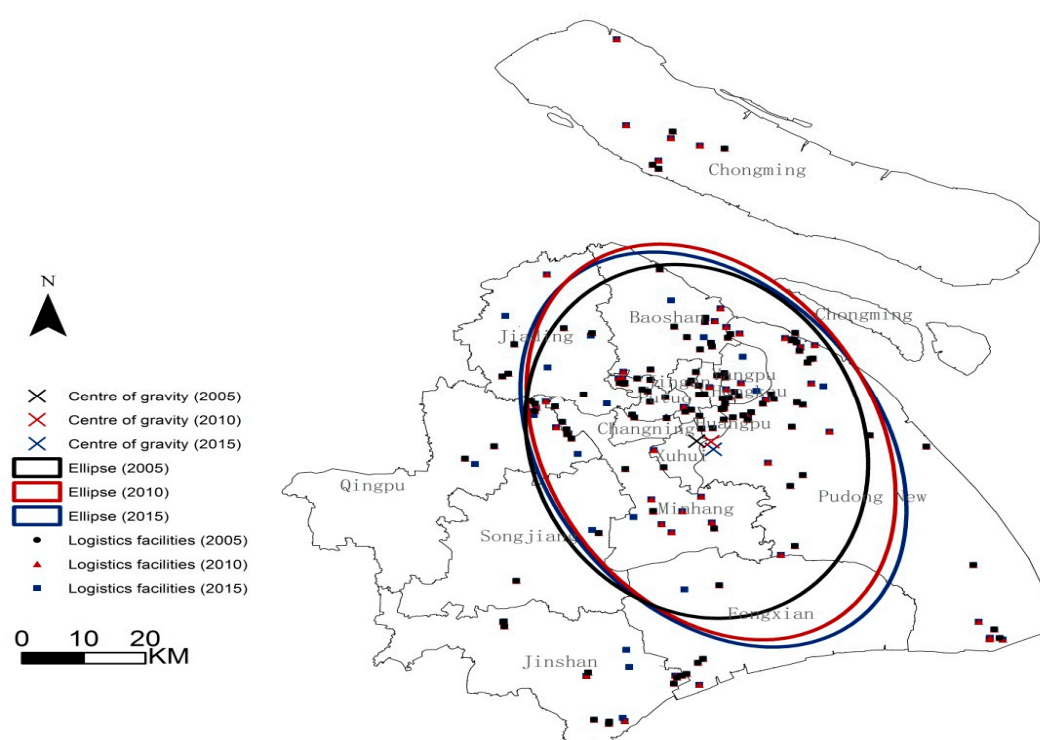 N
Centre of gravity (2005)
Centre of gravity (2010)
Centre of gravity (2015)
Ellipse (2005)
Ellipse (2010)
Ellipse (2015)
Logistics facilities (2005)
Logistics facilities (2010)
Logistics facilities (2015)
0 10 20
KM
Chongming
Chongming
Baoshan
Jiading
Putuo
Changning
Huangpu
Xuhui
Qingpu
Pudong New
Minhang
Songjiang
Fengxian
Jinshan